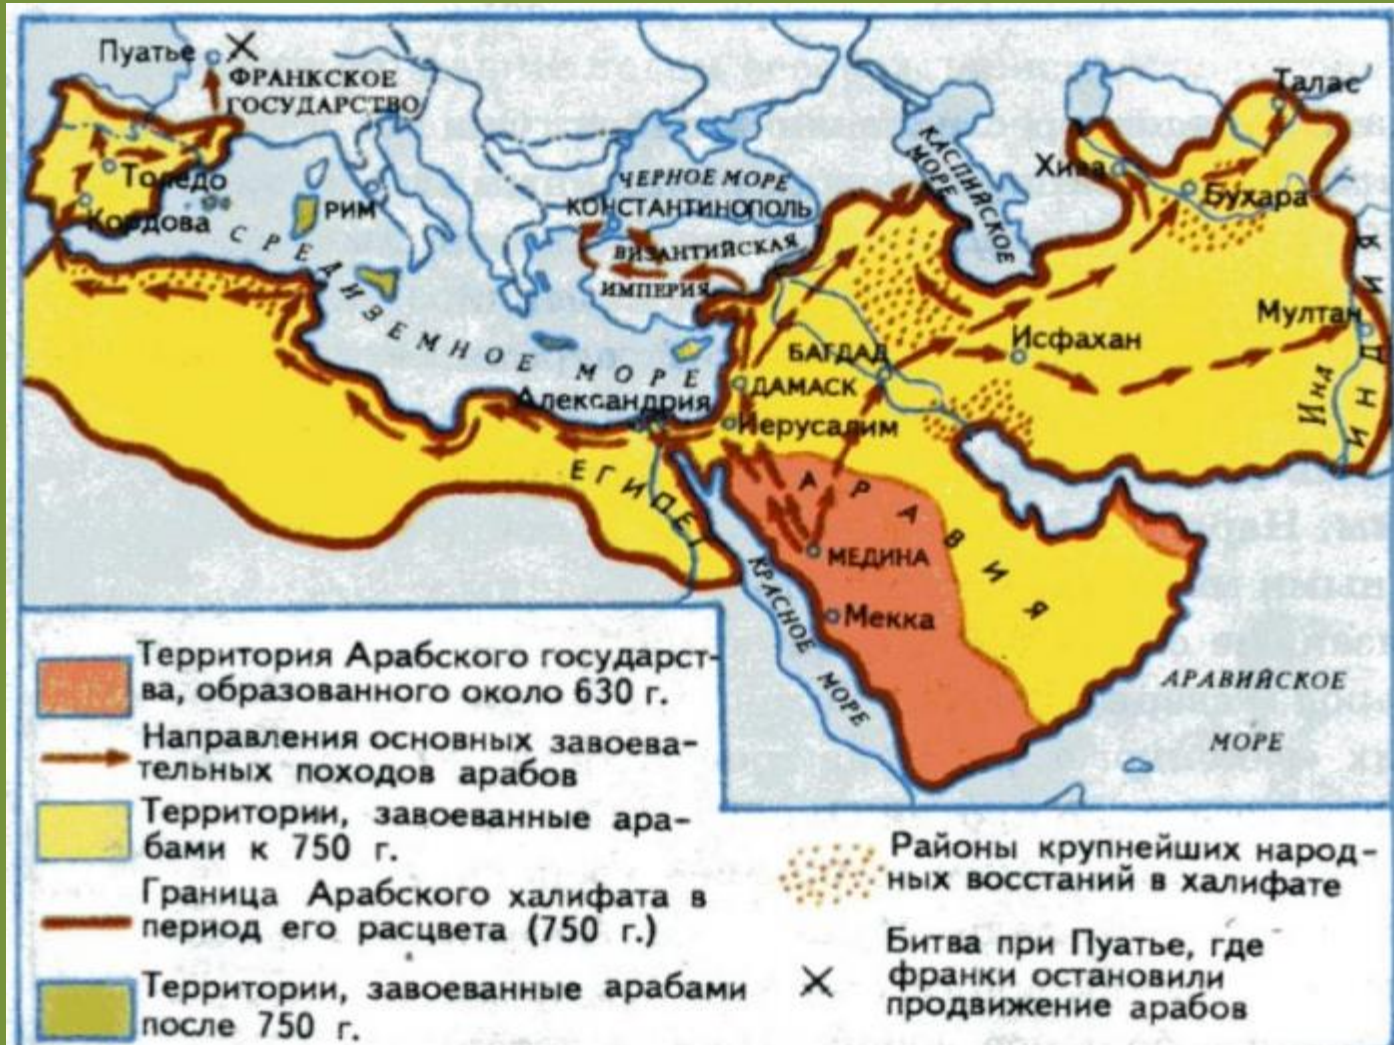 Пуатье
ФРАНКСКОЕ
ГОСУДАРСТВО
Талас
КАСПИЙСКОЕ
МОРЕ
Хива
Бухара
Толедо
Кордова
РИМ
ЧЕРНОЕ МОРЕ
КОНСТАНТИНОПОЛЬ
ВИЗАНТИЙСКАЯ
ИМПЕРИЯ
СРЕДИЗЕМНОЕ МОРЕ
Мултан
Исфахан
БАГДАД
ДАМАСК
Александрия
Иерусалим
Инд
ИНДИЯ
ЕГИПЕТ
АРАВИЯ
МЕДИНА
Мекка
КРАСНОЕ МОРЕ
АРАВИЙСКОЕ
МОРЕ
Территория Арабского государст-
ва, образованного около 630 г.
Направления основных завоева-
тельных походов арабов
Территории, завоеванные ара-
бами к 750 г.
Граница Арабского халифата в
период его расцвета (750 г.)
Территории, завоеванные арабами
после 750 г.
Районы крупнейших народ-
ных восстаний в халифате
Битва при Пуатье, где
франки остановили
продвижение арабов